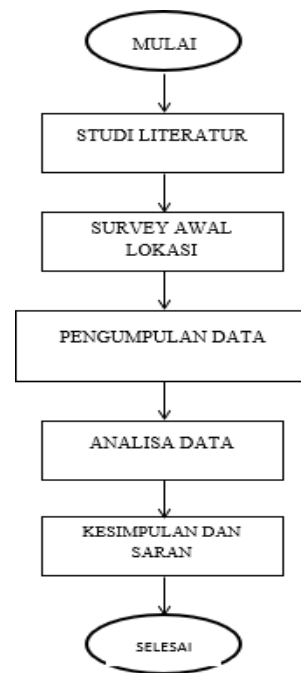 MULAI
STUDI LITERATUR
SURVEY AWAL
LOKASI
PENGUMPULAN DATA
ANALISA DATA
KESIMPULAN DAN
SARAN
SELESAI